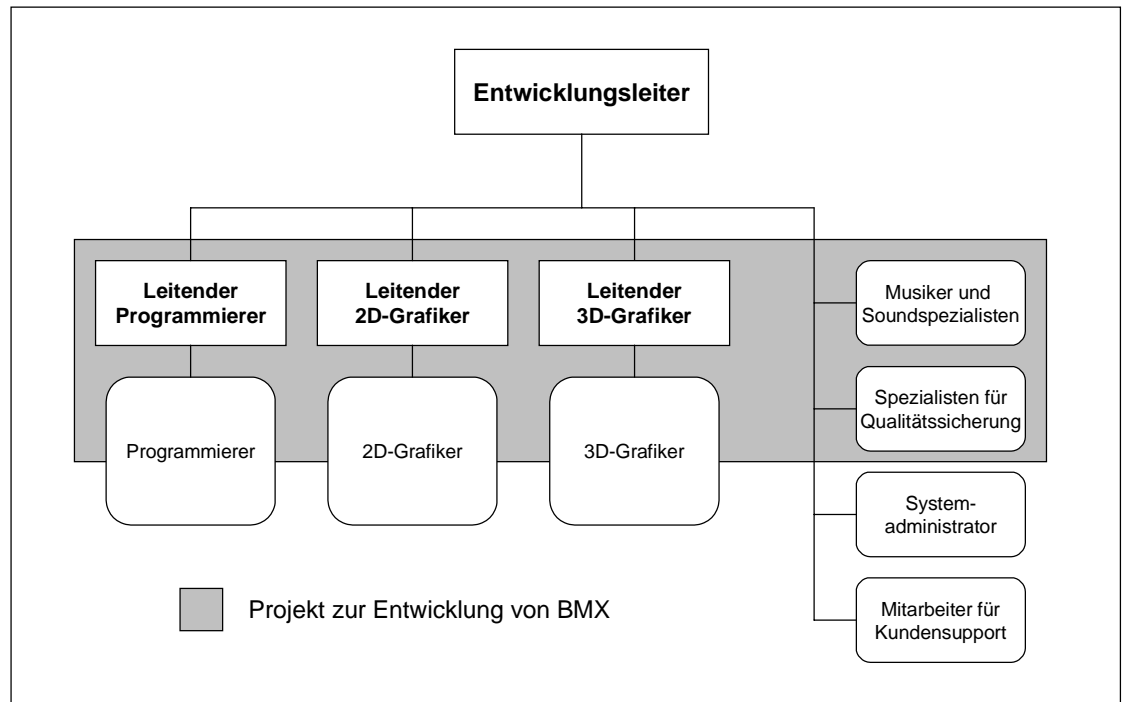 Entwicklungsleiter
Leitender
Programmierer
Leitender
2D-Grafiker
Leitender
3D-Grafiker
Musiker und
Soundspezialisten
Spezialisten für
Qualitätssicherung
Programmierer
2D-Grafiker
3D-Grafiker
System-
administrator
Mitarbeiter für
Kundensupport
Projekt zur Entwicklung von BMX